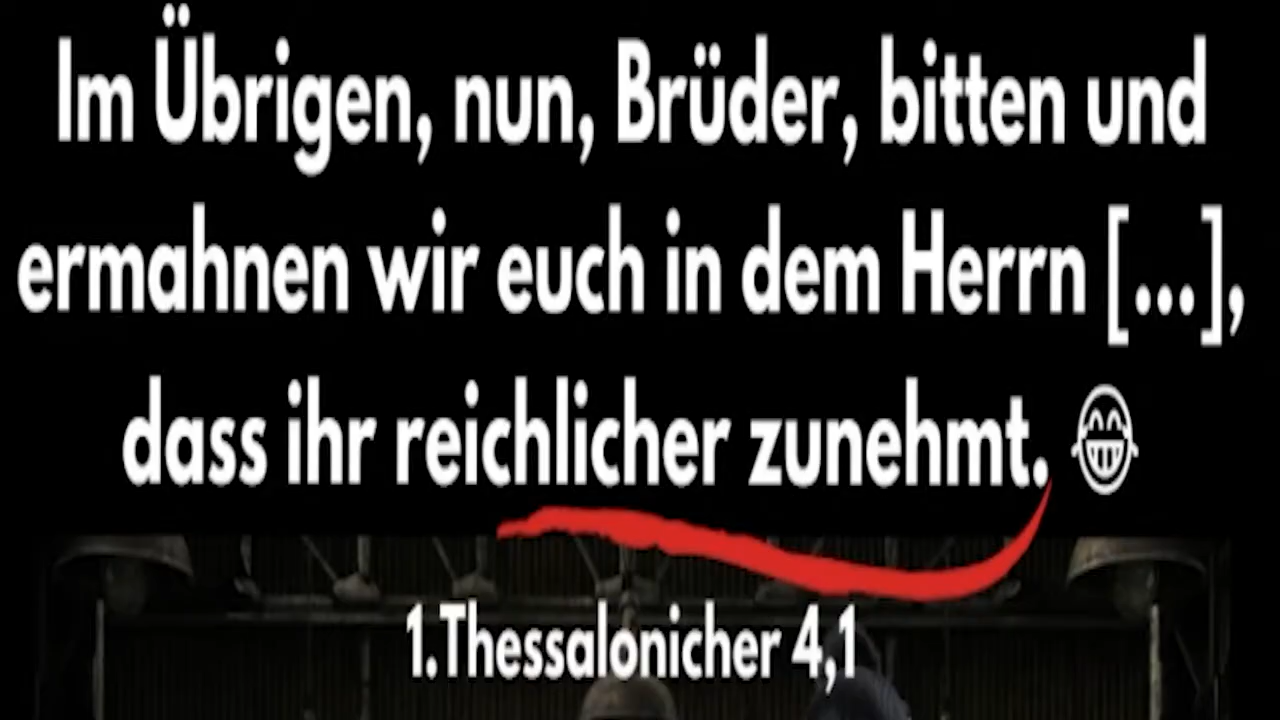 Im Übrigen, nun, Brüder, bitten und
ermahnen wir euch in dem Herrn [...],
dass ihr reichlicher zunehmt. 😂
1.Thessalonicher 4,1